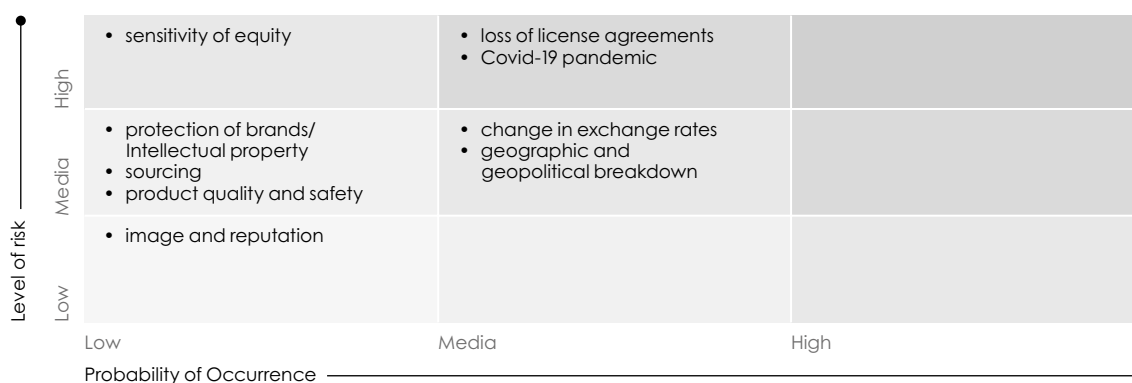 • sensitivity of equity
• loss of license agreements
• Covid-19 pandemic
High
• protection of brands/
Intellectual property
• sourcing
• product quality and safety
• change in exchange rates
• geographic and
geopolitical breakdown
Media
• image and reputation
Low
Level of risk
Low
Media
High
Probability of Occurrence